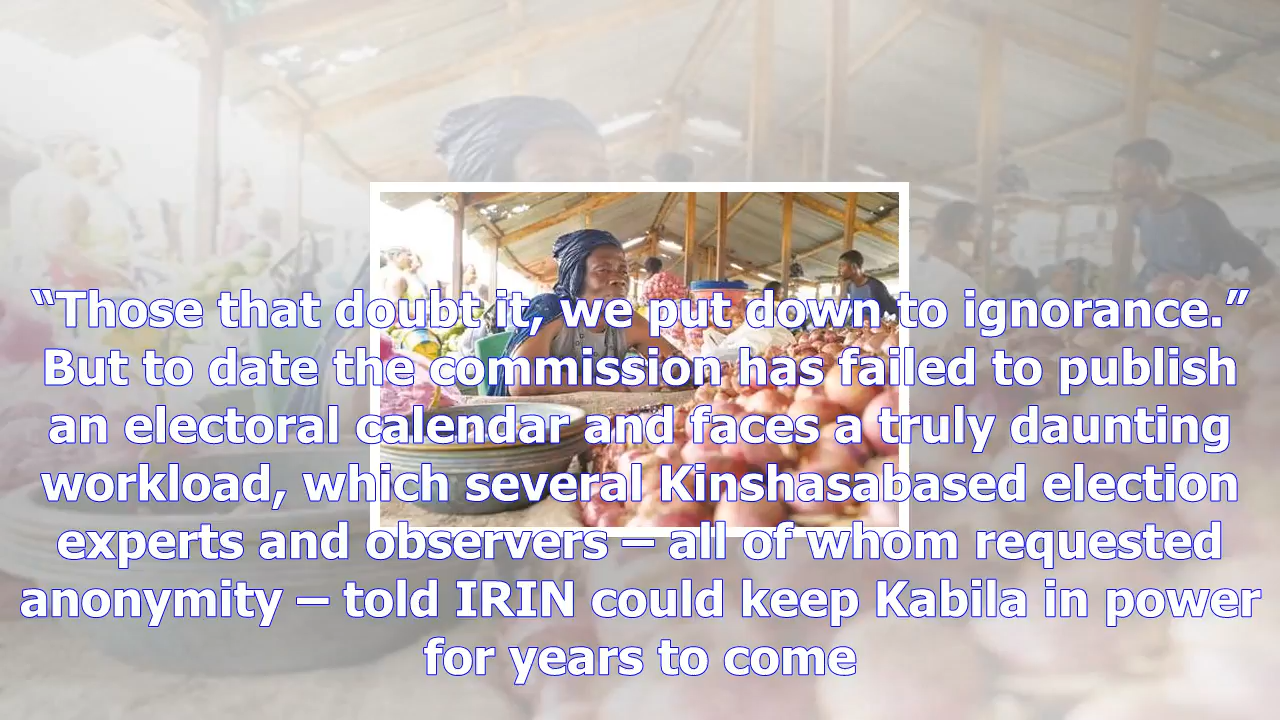 “Those that doubt it, we put down to ignorance.”
But to date the commission has failed to publish
an electoral calendar and faces a truly daunting
workload, which several Kinshasabased election
experts and observers – all of whom requested
anonymity – told IRIN could keep Kabila in power
for years to come